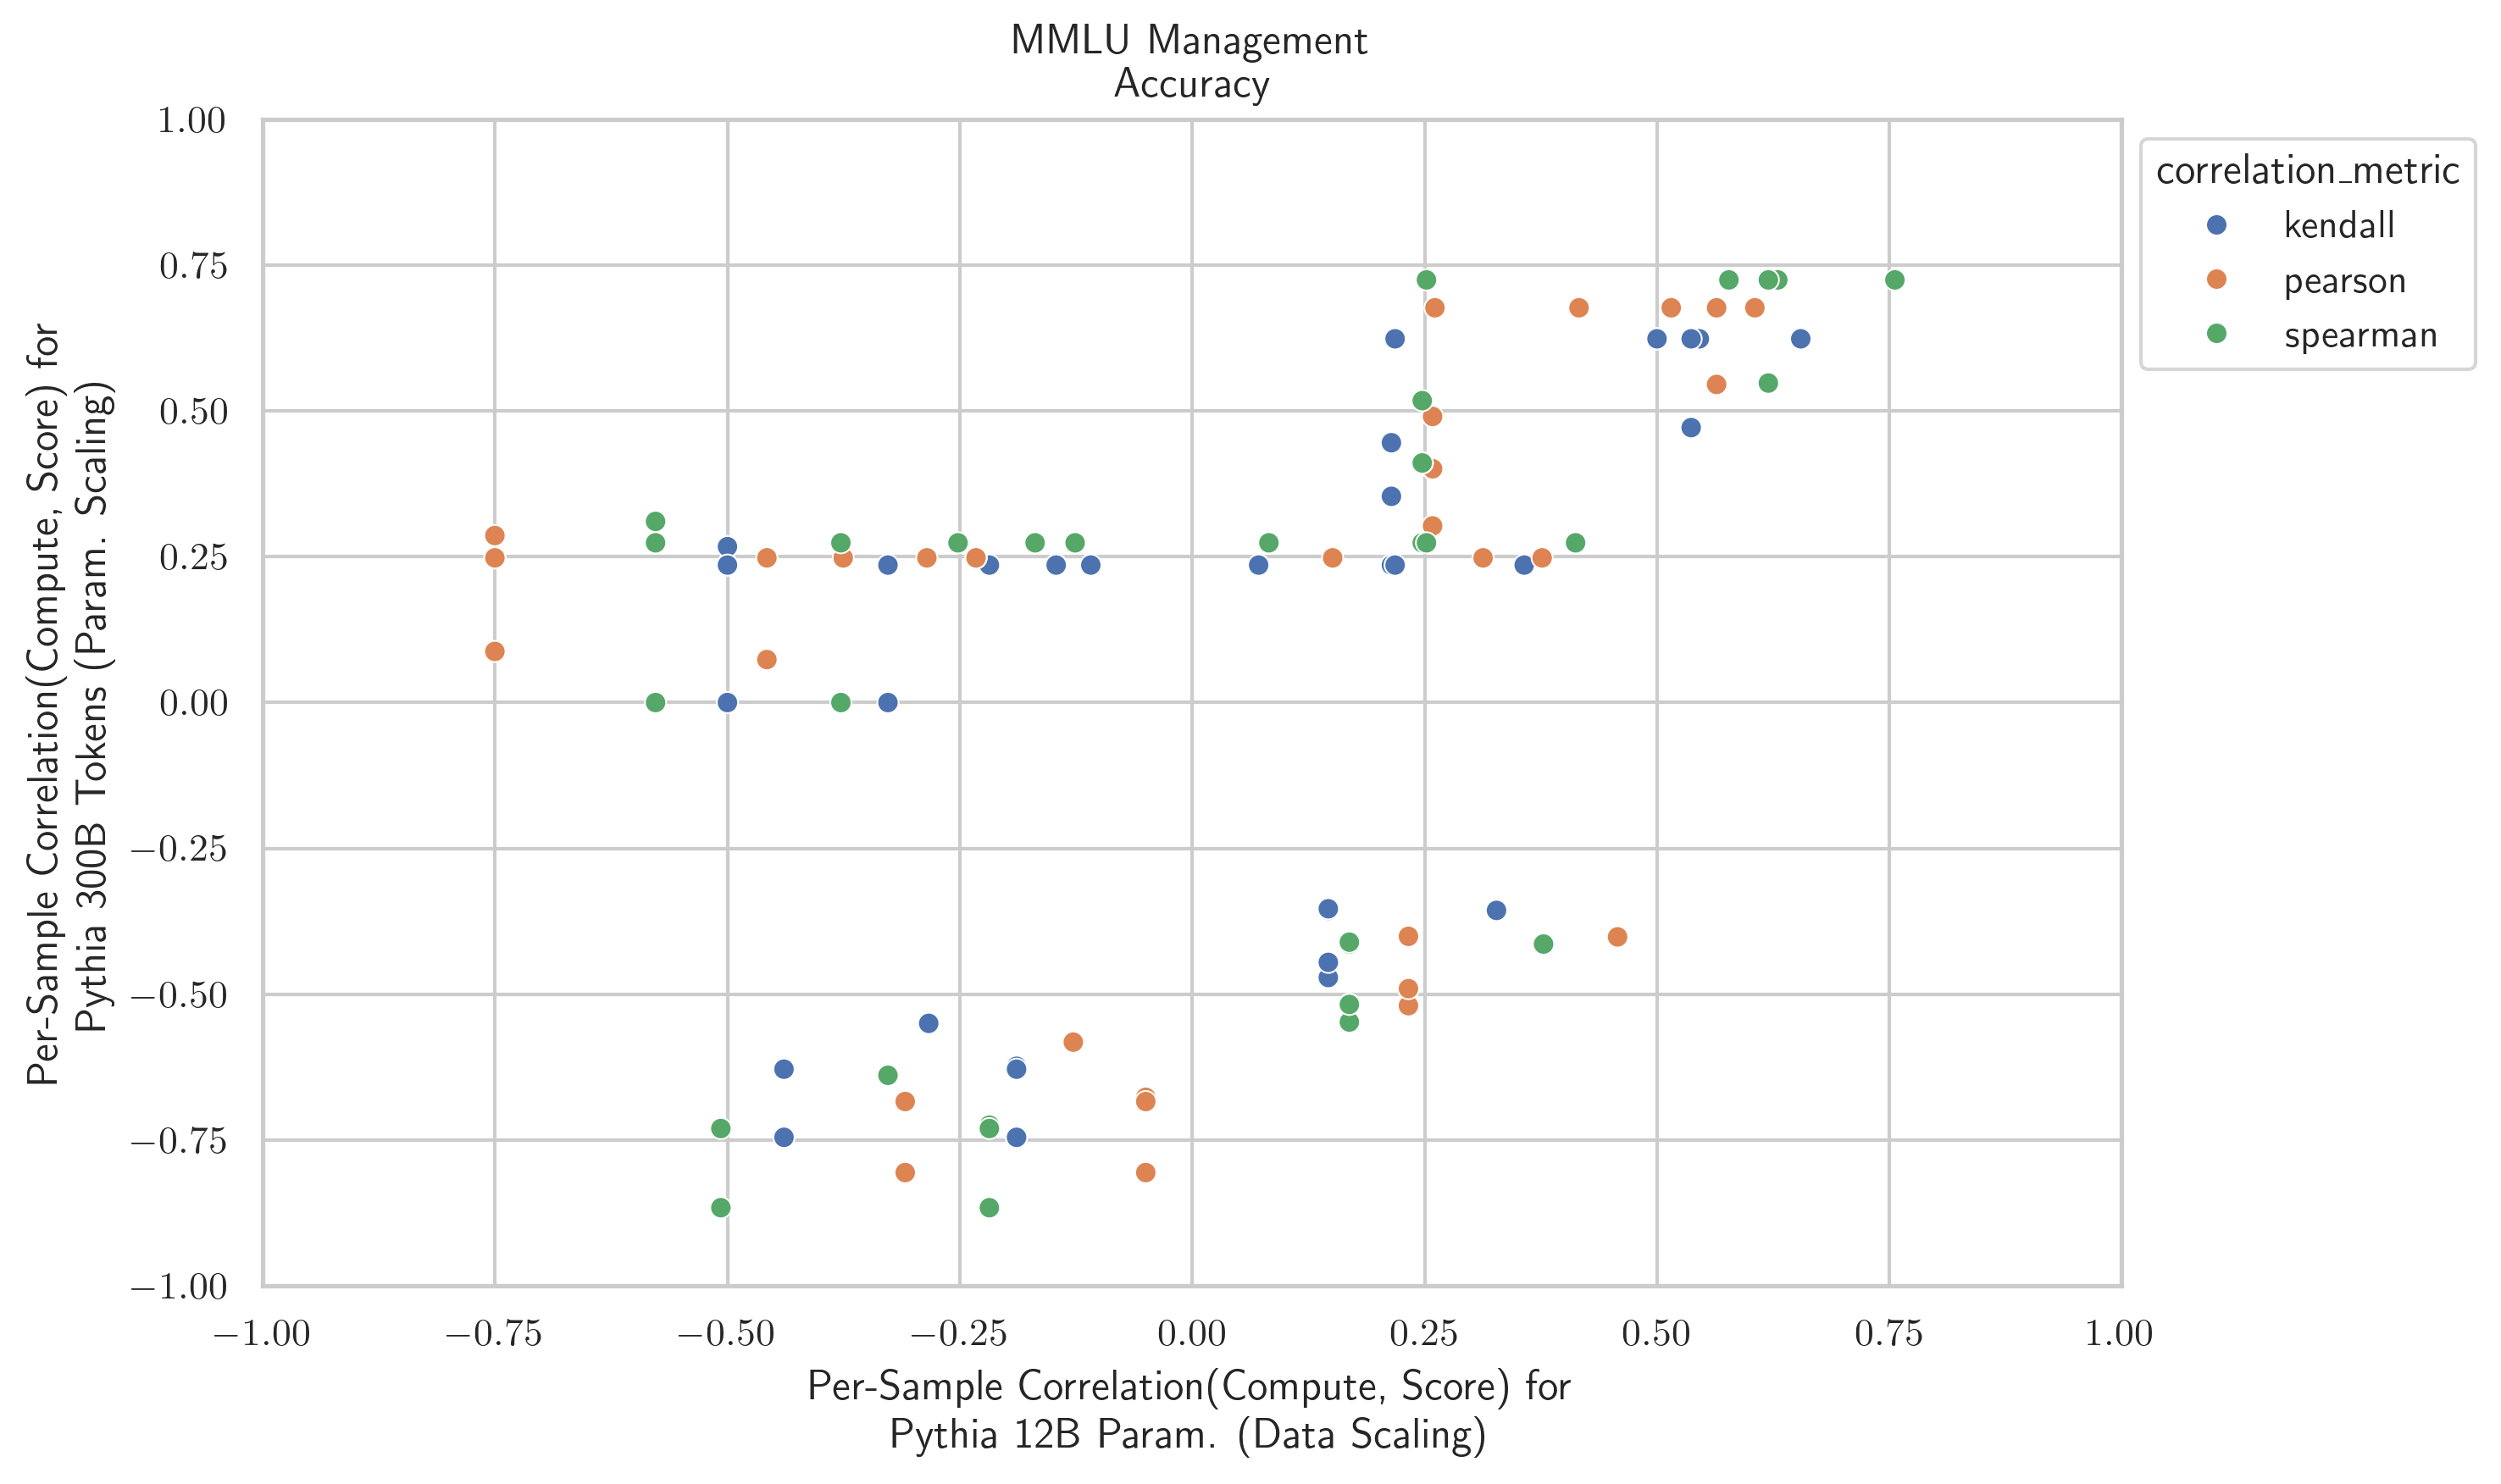 MMLU Management
Accuracy
1.00
0.75
0.50
0.25
0.00
−0.25
−0.50
−0.75
−1.00
Per-Sample Correlation(Compute, Score) for
Pythia 300B Tokens (Param. Scaling)
correlation_metric
kendall
pearson
spearman
−1.00 −0.75 −0.50 −0.25 0.00 0.25 0.50 0.75 1.00
Per-Sample Correlation(Compute, Score) for
Pythia 12B Param. (Data Scaling)